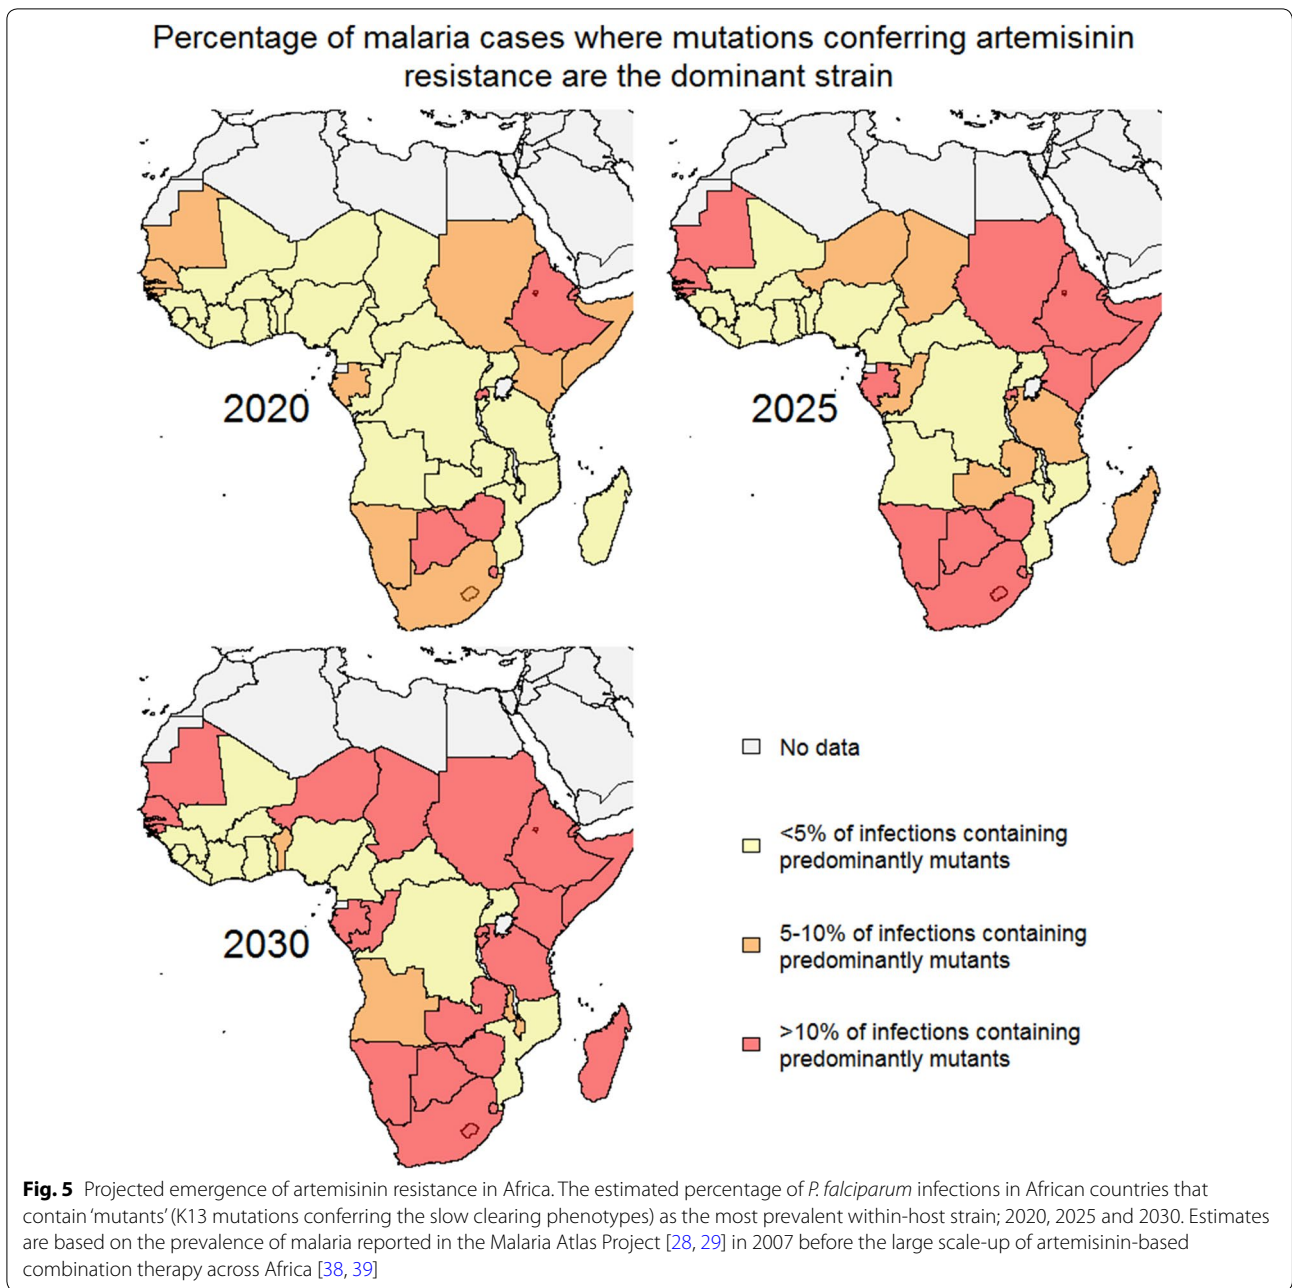 Percentage of malaria cases where mutations conferring artemisinin
resistance are the dominant strain
2020
2025
2030
No data
<5% of infections containing
predominantly mutants
5-10% of infections containing
predominantly mutants
>10% of infections containing
predominantly mutants
Fig. 5 Projected emergence of artemisinin resistance in Africa. The estimated percentage of P. falciparum infections in African countries that
contain ‘mutants’ (K13 mutations conferring the slow clearing phenotypes) as the most prevalent within-host strain; 2020, 2025 and 2030. Estimates
are based on the prevalence of malaria reported in the Malaria Atlas Project [28, 29] in 2007 before the large scale-up of artemisinin-based
combination therapy across Africa [38, 39]